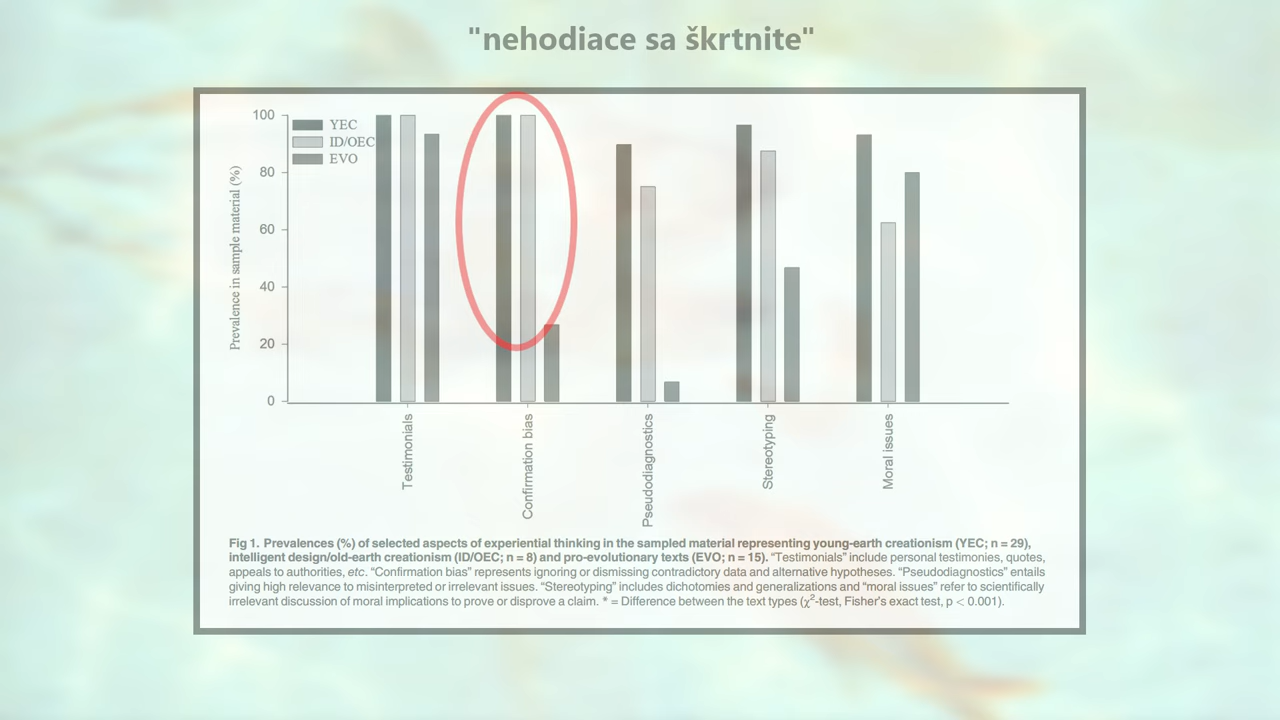 "nehodiace sa škrtnite"
100
80
60
40
20
0
Prevalence in sample material (%)
YEC
ID/OEC
EVO
Testimonials
Confirmation bias
Pseudodiagnostics
Stereotyping
Moral issues
Fig 1. Prevalences (%) of selected aspects of experiential thinking in the sampled material representing young-earth creationism (YEC; n = 29),
intelligent design/old-earth creationism (ID/OEC; n = 8) and pro-evolutionary texts (EVO; n = 15). “Testimonials” include personal testimonies, quotes,
appeals to authorities, etc. “Confirmation bias” represents ignoring or dismissing contradictory data and alternative hypotheses. “Pseudodiagnostics” entails
giving high relevance to misinterpreted or irrelevant issues. “Stereotyping” includes dichotomies and generalizations and “moral issues” refer to scientifically
irrelevant discussion of moral implications to prove or disprove a claim. * = Difference between the text types (χ²-test, Fisher's exact test, p < 0.001).